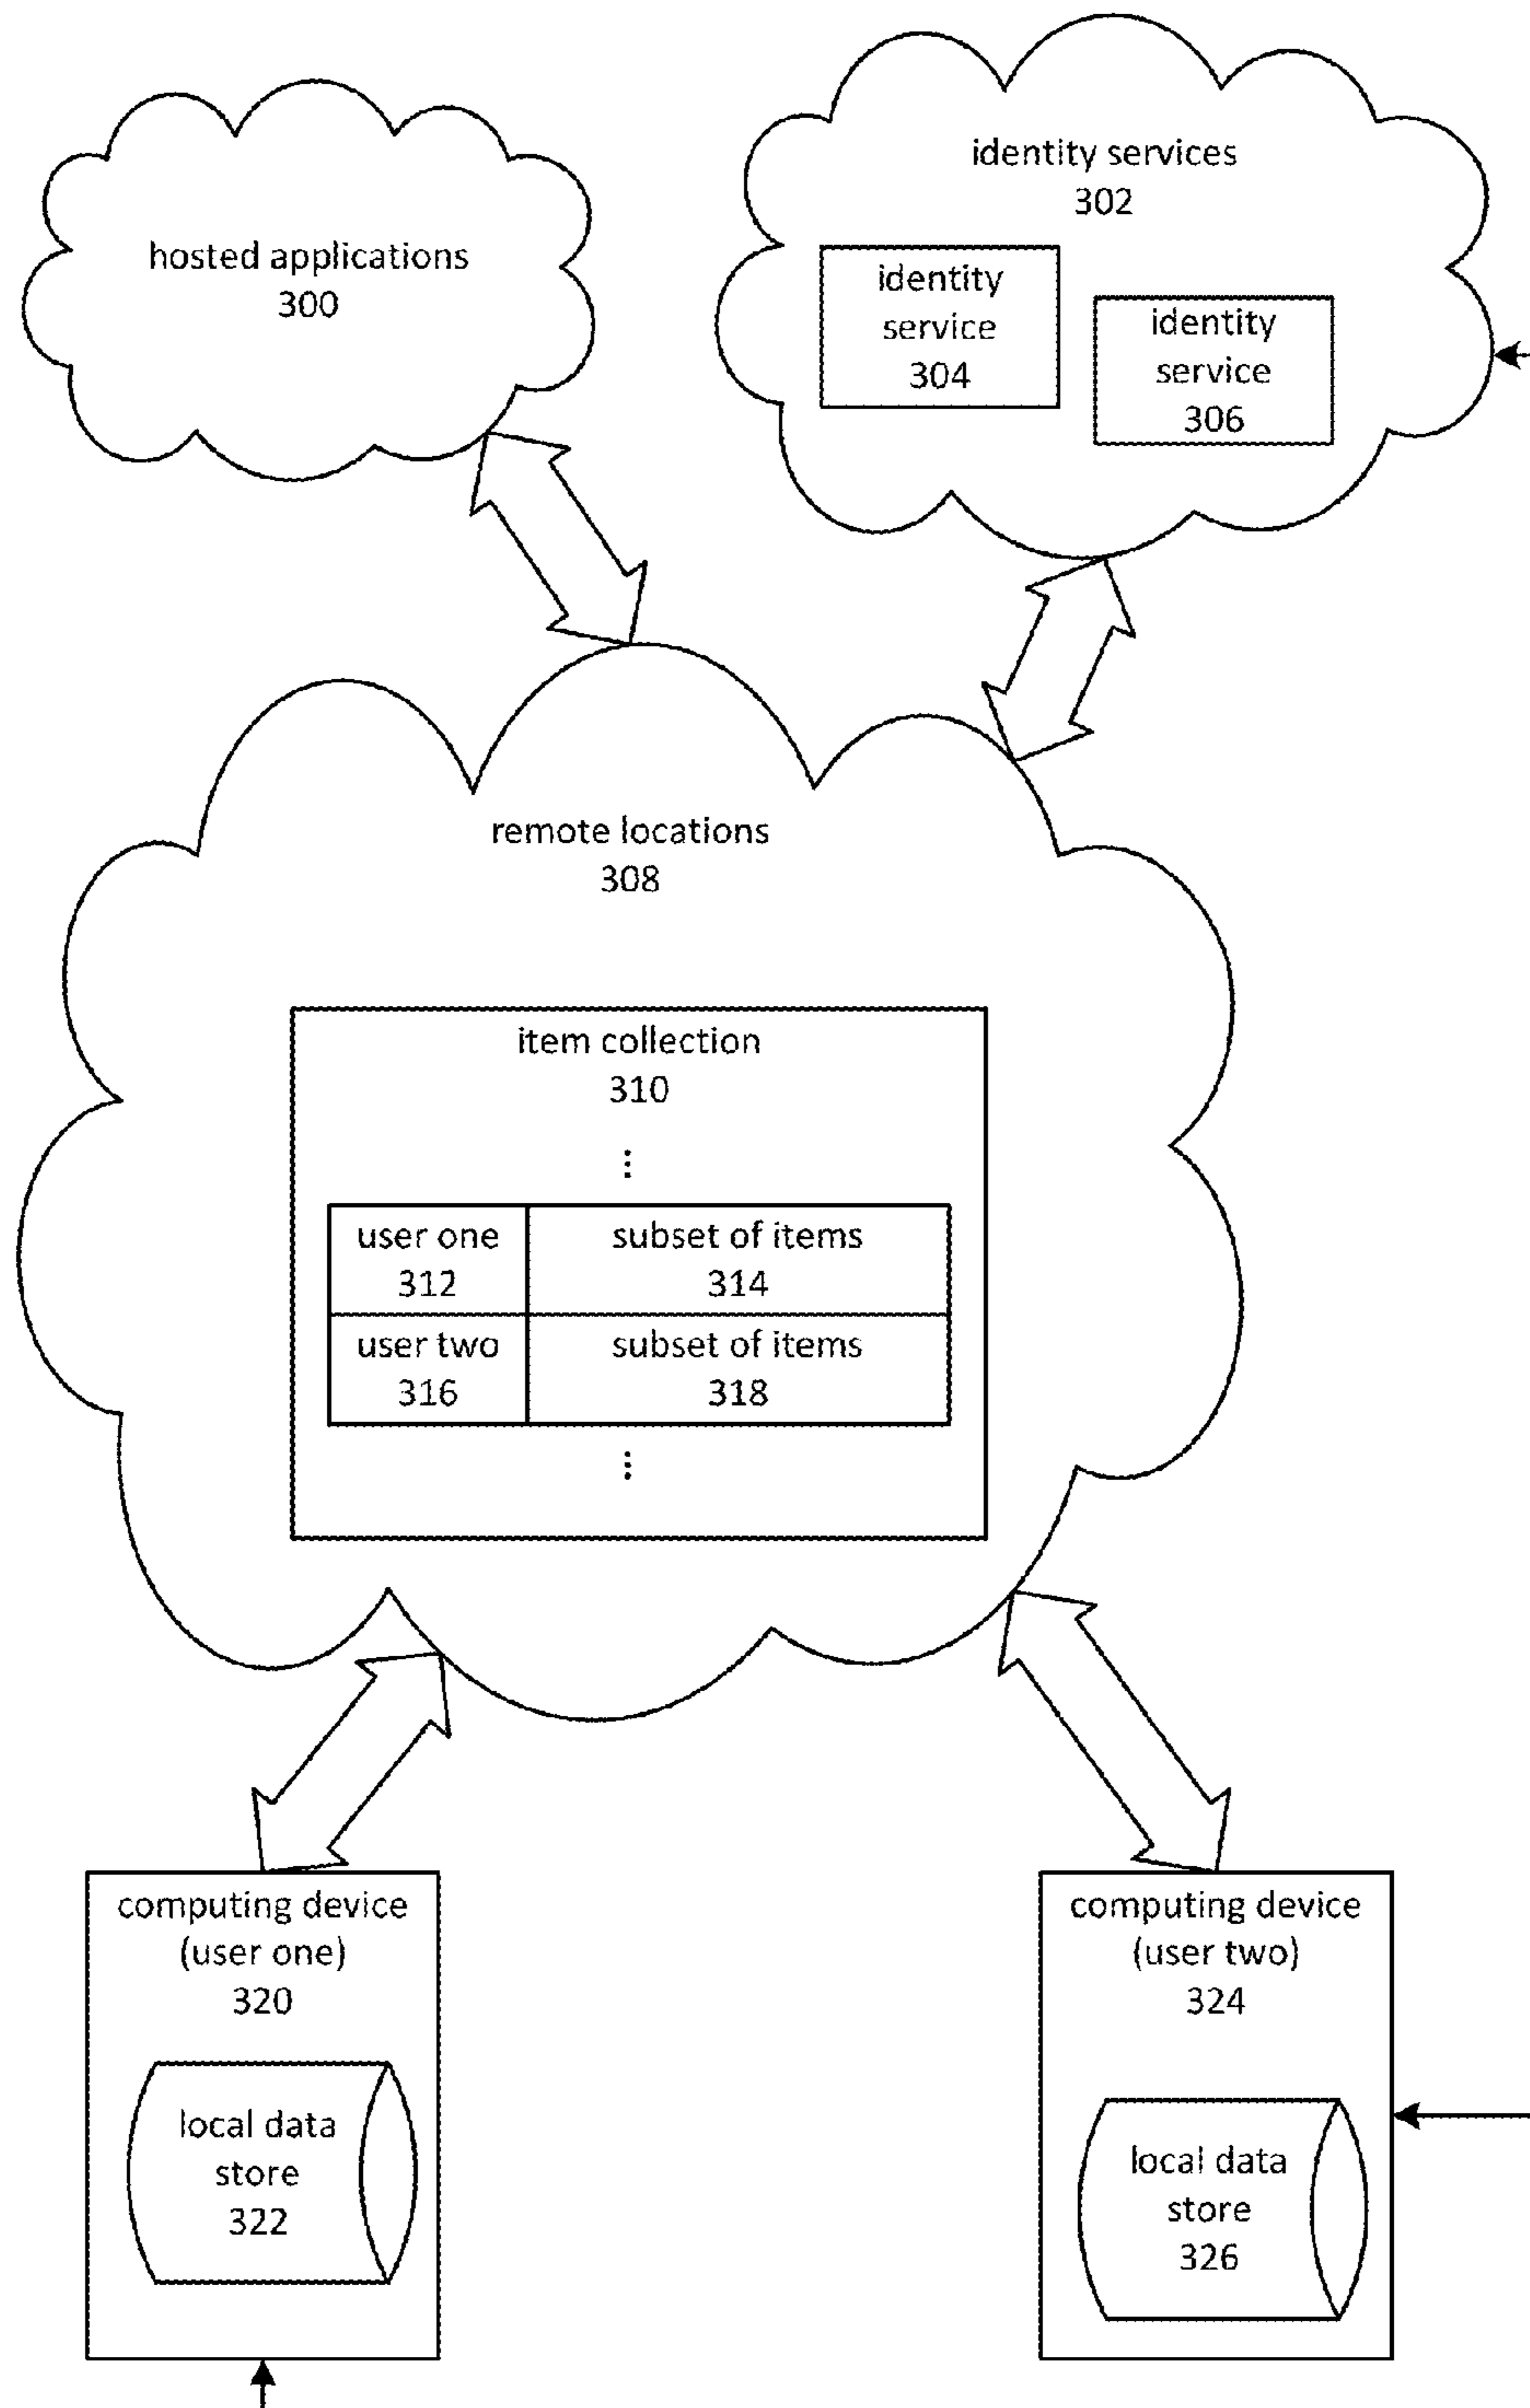 hosted applications
300
identity services
302
identity
service
304
identity
service
306
remote locations
308
item collection
310
⋮
user one
312
subset of items
314
user two
316
subset of items
318
⋮
computing device
(user one)
320
local data
store
322
computing device
(user two)
324
local data
store
326